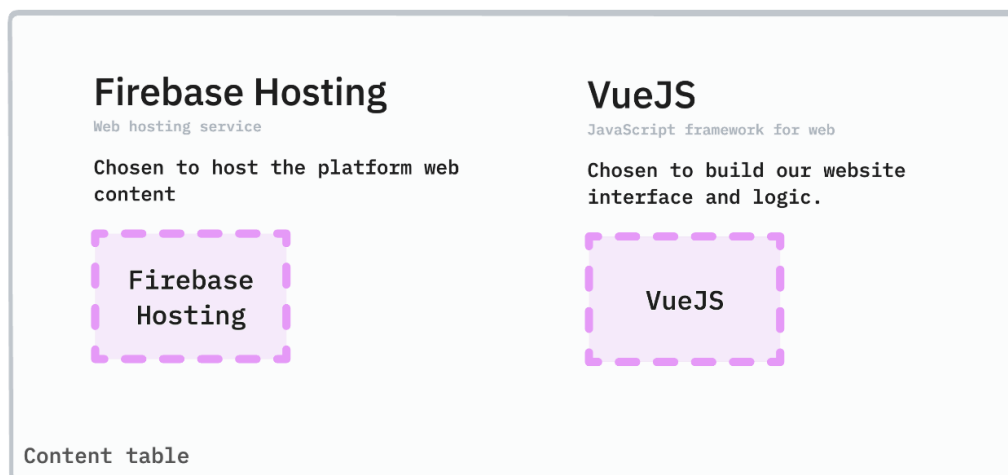 Firebase Hosting
Web hosting service
Chosen to host the platform web
content
Firebase
Hosting
VueJS
JavaScript framework for web
Chosen to build our website
interface and logic.
VueJS
Content table